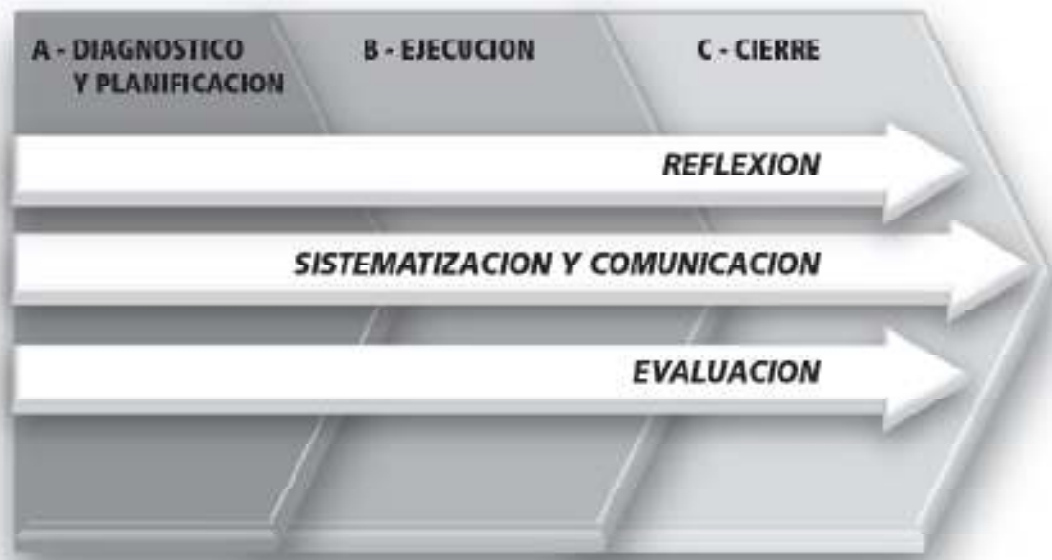 A - DIAGNOSTICO
Y PLANIFICACION
B - EJECUCION
C - CIERRE
REFLEXION
SISTEMATIZACION Y COMUNICACION
EVALUACION